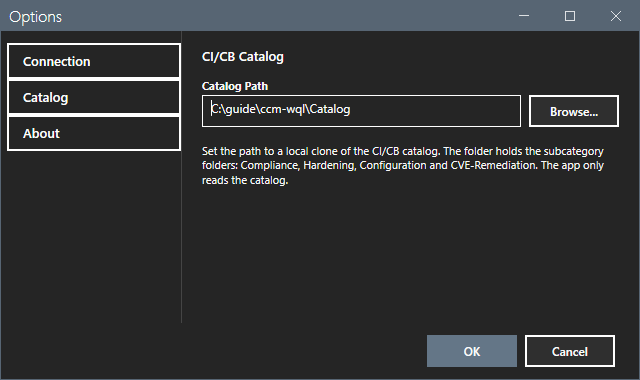 Options
Connection
Catalog
About
CI/CB Catalog
Catalog Path
C:\guide\ccm-wql\Catalog
Browse...
Set the path to a local clone of the CI/CB catalog. The folder holds the subcategory
folders: Compliance, Hardening, Configuration and CVE-Remediation. The app only
reads the catalog.
OK
Cancel